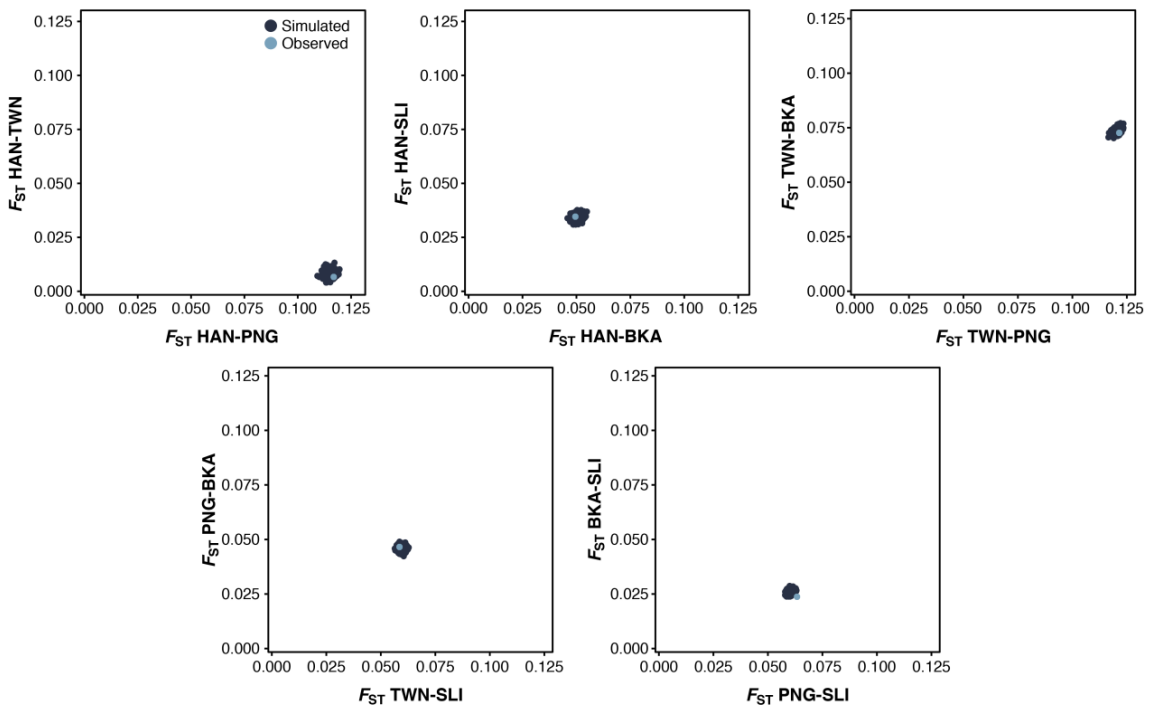 Simulated
Observed
0.125
0.100
0.075
0.050
0.025
0.000
FST HAN-TWN
0.000 0.025 0.050 0.075 0.100 0.125
FST HAN-PNG
0.125
0.100
0.075
0.050
0.025
0.000
FST HAN-SLI
0.000 0.025 0.050 0.075 0.100 0.125
FST HAN-BKA
0.125
0.100
0.075
0.050
0.025
0.000
FST TWN-BKA
0.000 0.025 0.050 0.075 0.100 0.125
FST TWN-PNG
0.125
0.100
0.075
0.050
0.025
0.000
FST PNG-BKA
0.000 0.025 0.050 0.075 0.100 0.125
FST TWN-SLI
0.125
0.100
0.075
0.050
0.025
0.000
FST BKA-SLI
0.000 0.025 0.050 0.075 0.100 0.125
FST PNG-SLI